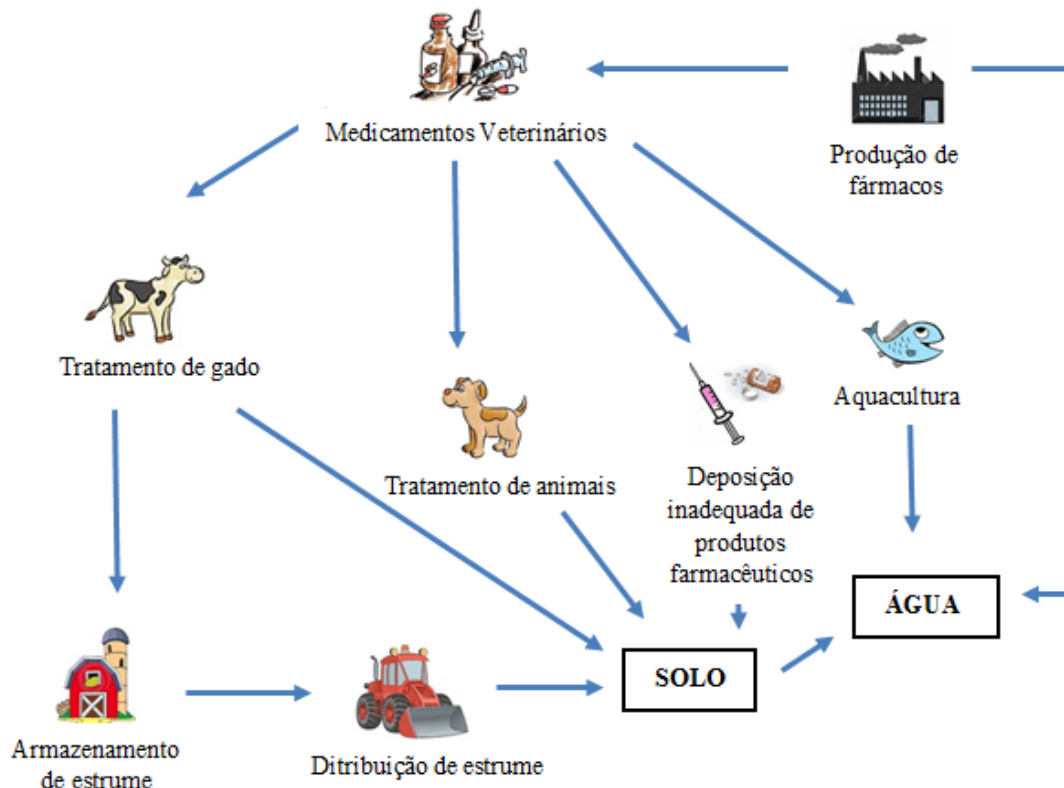 Medicamentos Veterinários
Produção de
fármacos
Tratamento de gado
Aquacultura
Tratamento de animais
Deposição
inadequada de
produtos
farmacêuticos
ÁGUA
SOLO
Armazenamento
de estrume
Ditribuição de estrume